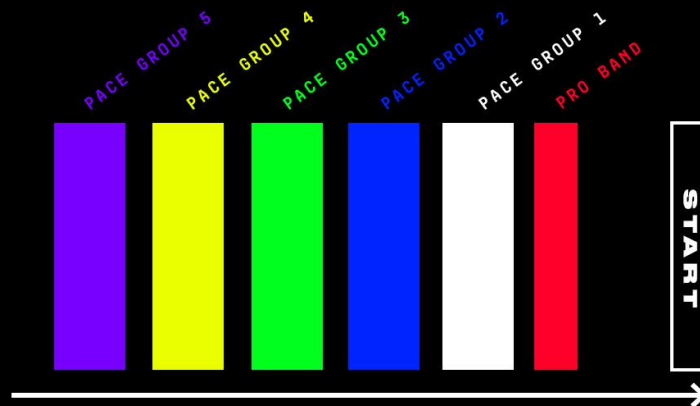 PACE GROUP 5
PACE GROUP 4
PACE GROUP 3
PACE GROUP 2
PACE GROUP 1
PRO BAND
START